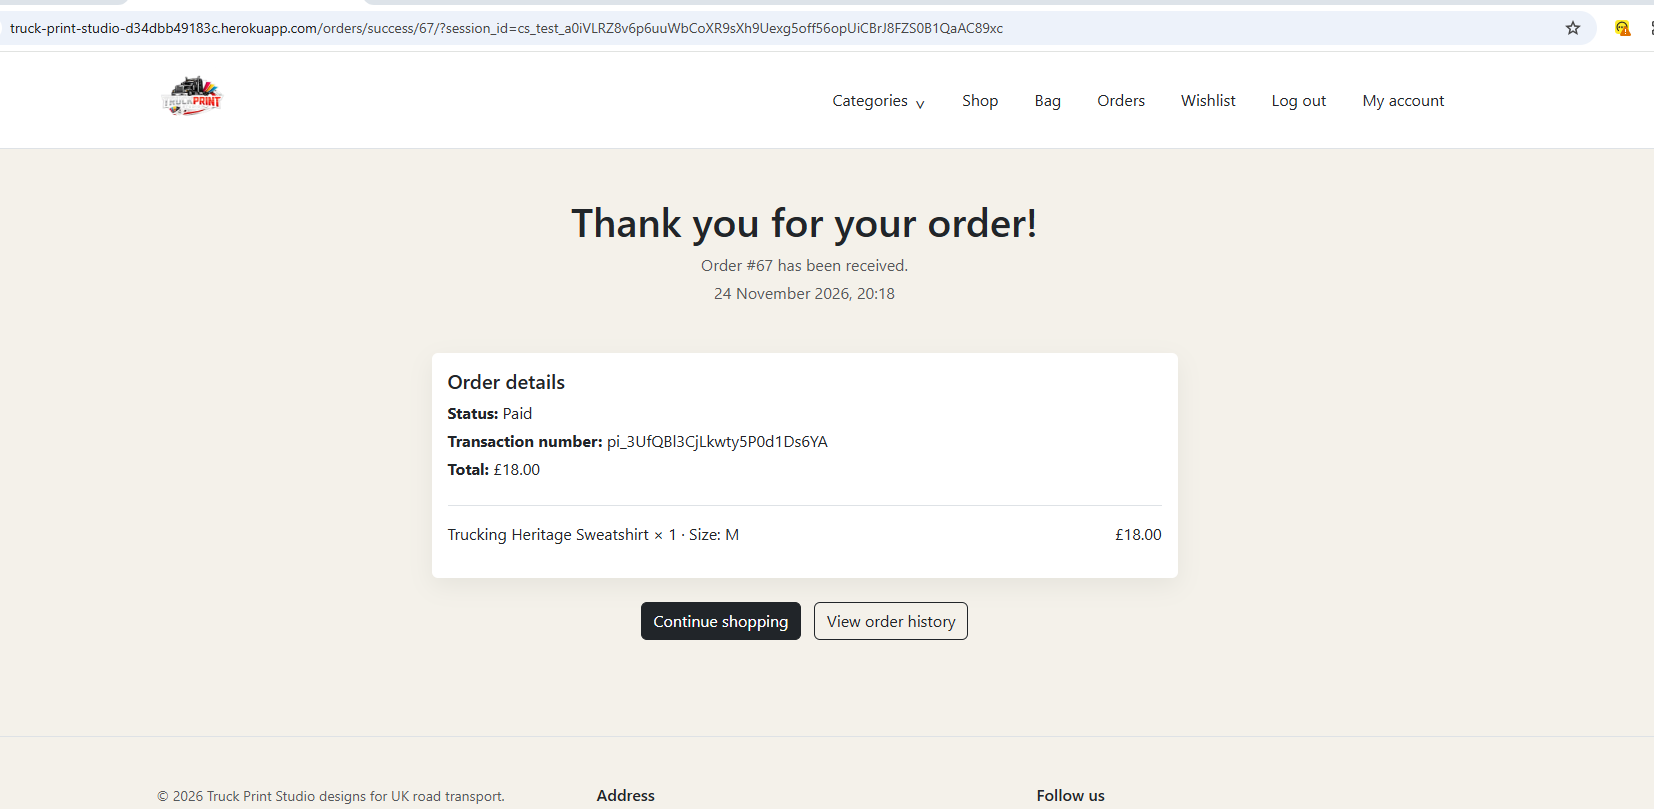 truck-print-studio-d34dbb49183c.herokuapp.com/orders/success/67/?session_id=cs_test_a0iVLRZ8v6p6uuWbCoXR9sXh9Uexg5off56opUiCBrJ8FZS0B1QaAC89xc
TRUCKPRINT
Categories Shop Bag Orders Wishlist Log out My account
Thank you for your order!
Order #67 has been received.
24 November 2026, 20:18
Order details
Status: Paid
Transaction number: pi_3UfQBl3CjLkwty5P0d1Ds6YA
Total: £18.00
Trucking Heritage Sweatshirt × 1 · Size: M £18.00
Continue shopping View order history
© 2026 Truck Print Studio designs for UK road transport. Address Follow us